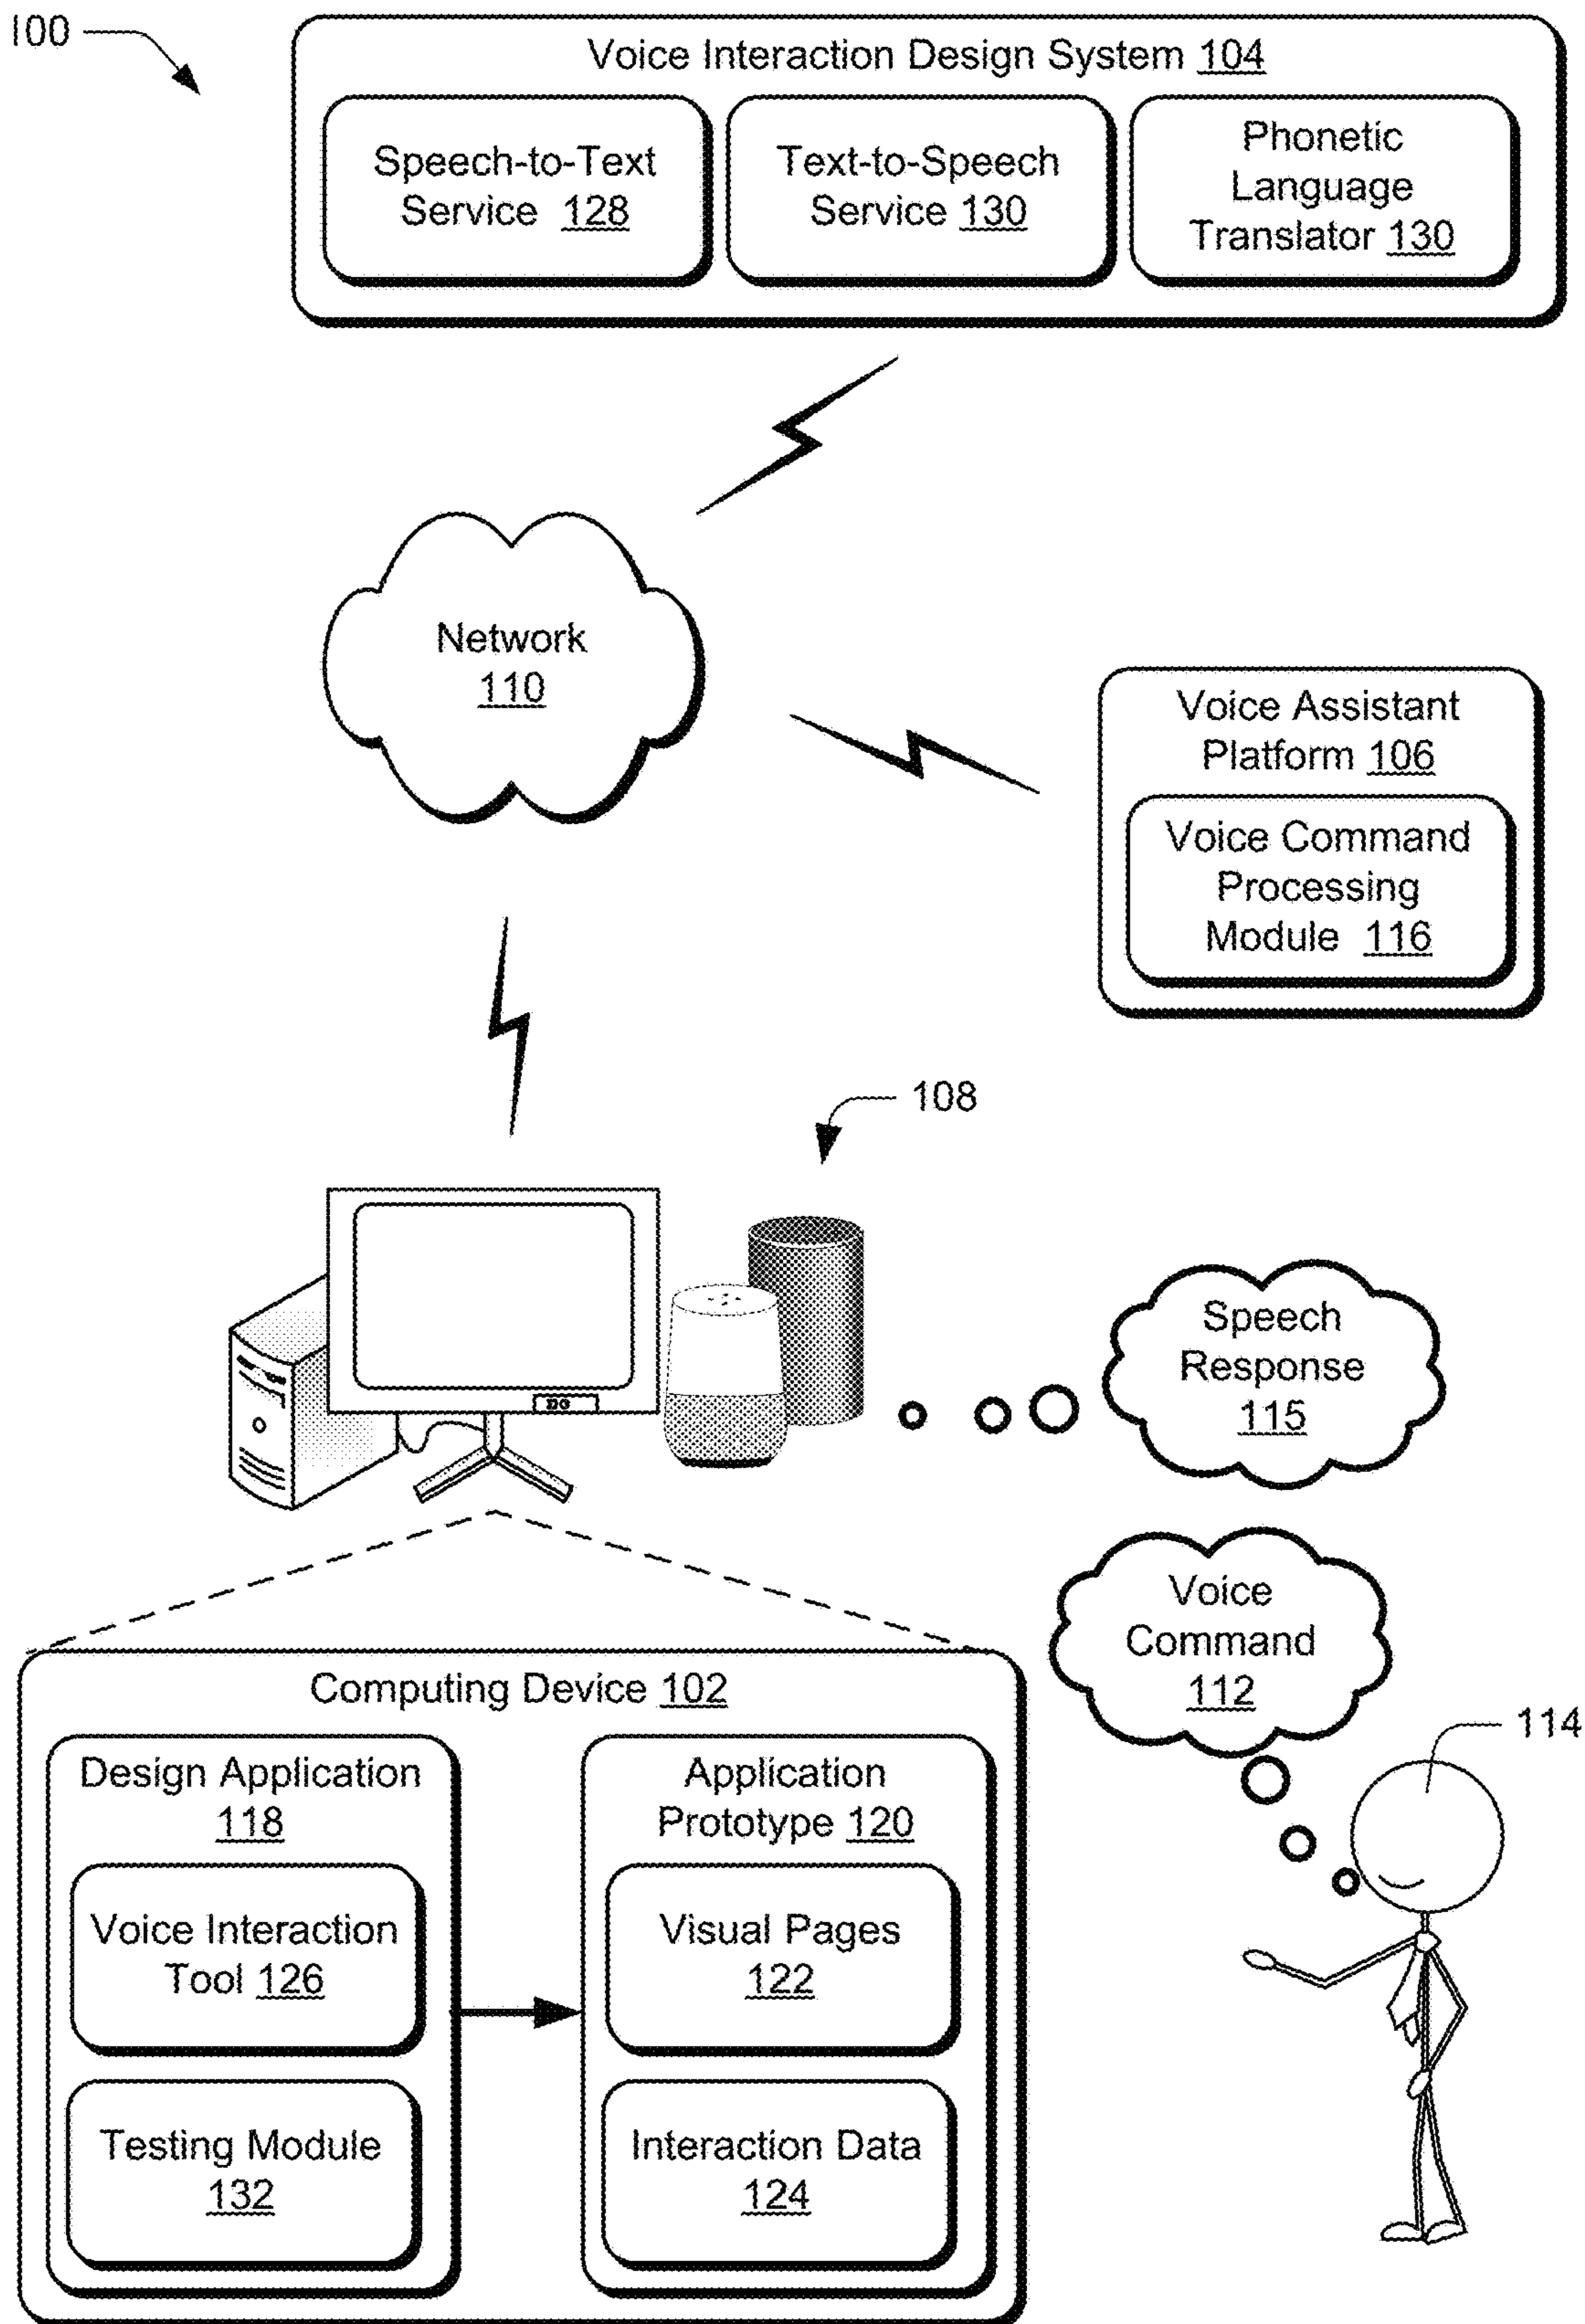 100
Voice Interaction Design System 104
Speech-to-Text
Service 128
Text-to-Speech
Service 130
Phonetic
Language
Translator 130
Network
110
Voice Assistant
Platform 106
Voice Command
Processing
Module 116
108
Speech
Response
115
Voice
Command
112
114
Computing Device 102
Design Application
118
Voice Interaction
Tool 126
Testing Module
132
Application
Prototype 120
Visual Pages
122
Interaction Data
124